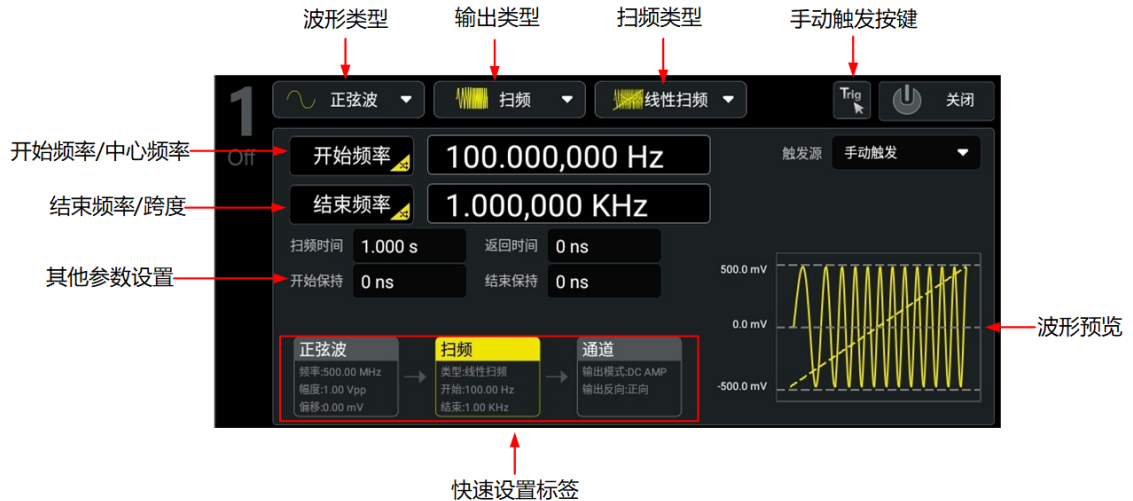 波形类型 输出类型 扫频类型 手动触发按键
1 正弦波 扫频 线性扫频 Trig 关闭
Off
开始频率/中心频率 开始频率 100.000,000 Hz 触发源 手动触发
结束频率/跨度 结束频率 1.000,000 KHz
扫频时间 1.000 s 返回时间 0 ns
其他参数设置 开始保持 0 ns 结束保持 0 ns
500.0 mV
0.0 mV
波形预览
-500.0 mV
正弦波 扫频 通道
频率:500.00 MHz 类型:线性扫频 输出模式:DC AMP
幅度:1.00 Vpp 开始:100.00 Hz 输出反向:正向
偏移:0.00 mV 结束:1.00 KHz
快速设置标签